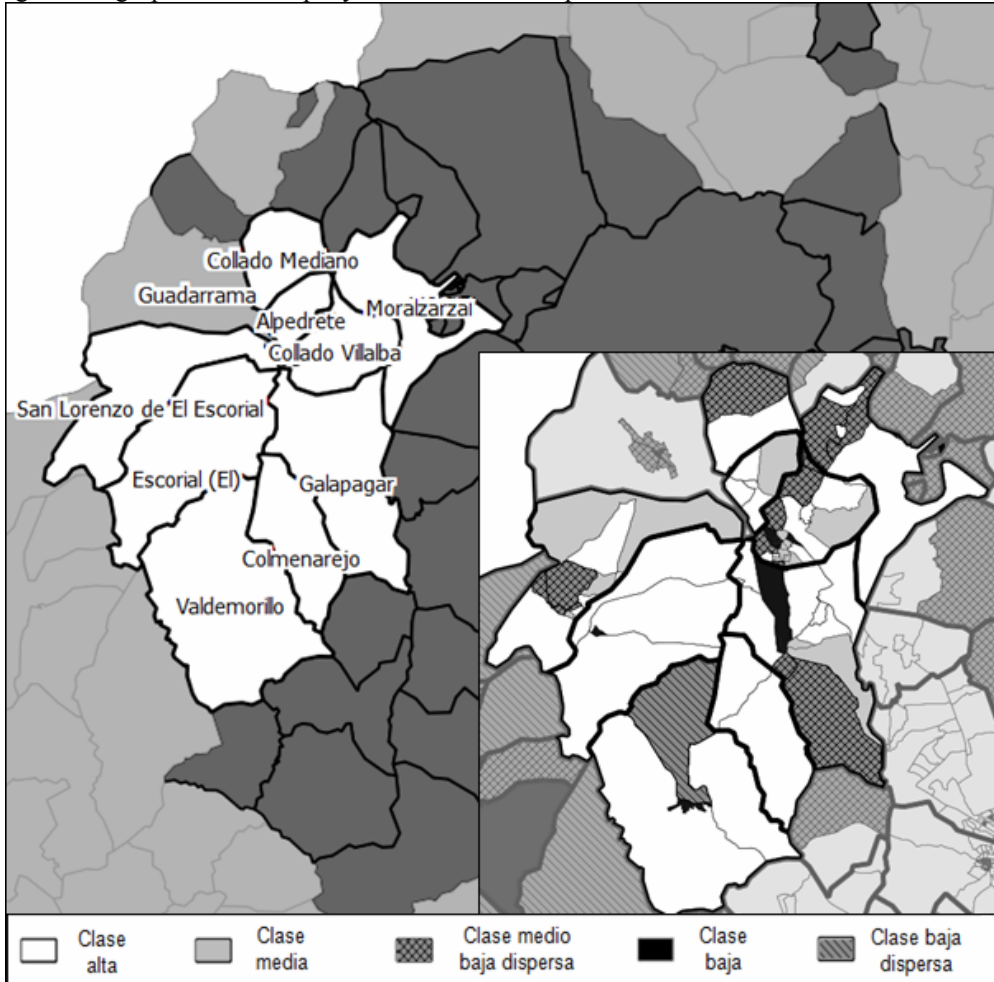 Collado Mediano
Guadarrama
Alpedrete
Moralzarzal
Collado Villalba
San Lorenzo de El Escorial
Escorial (El)
Galapagar
Colmenarejo
Valdemorillo
Clase
alta
Clase
media
Clase medio
baja dispersa
Clase
baja
Clase baja
dispersa